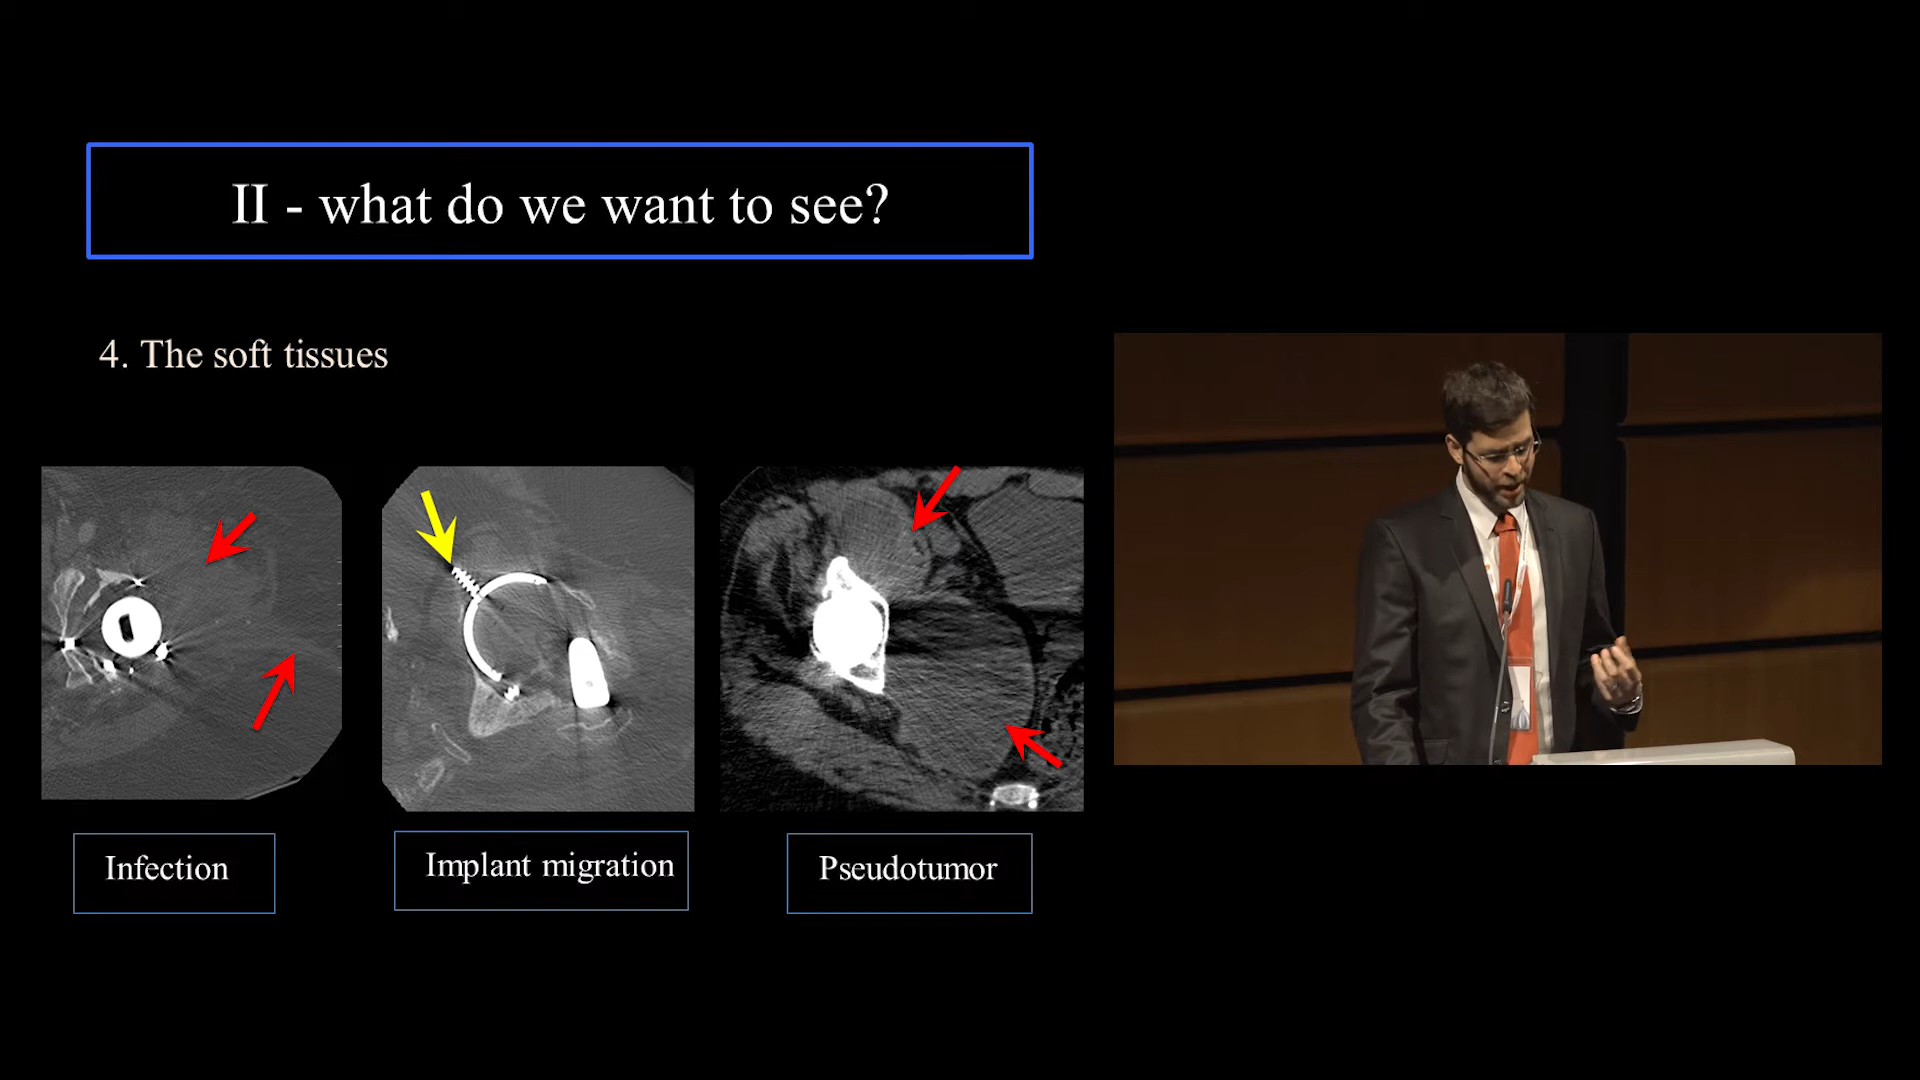 II - what do we want to see?
4. The soft tissues
Infection
Implant migration
Pseudotumor